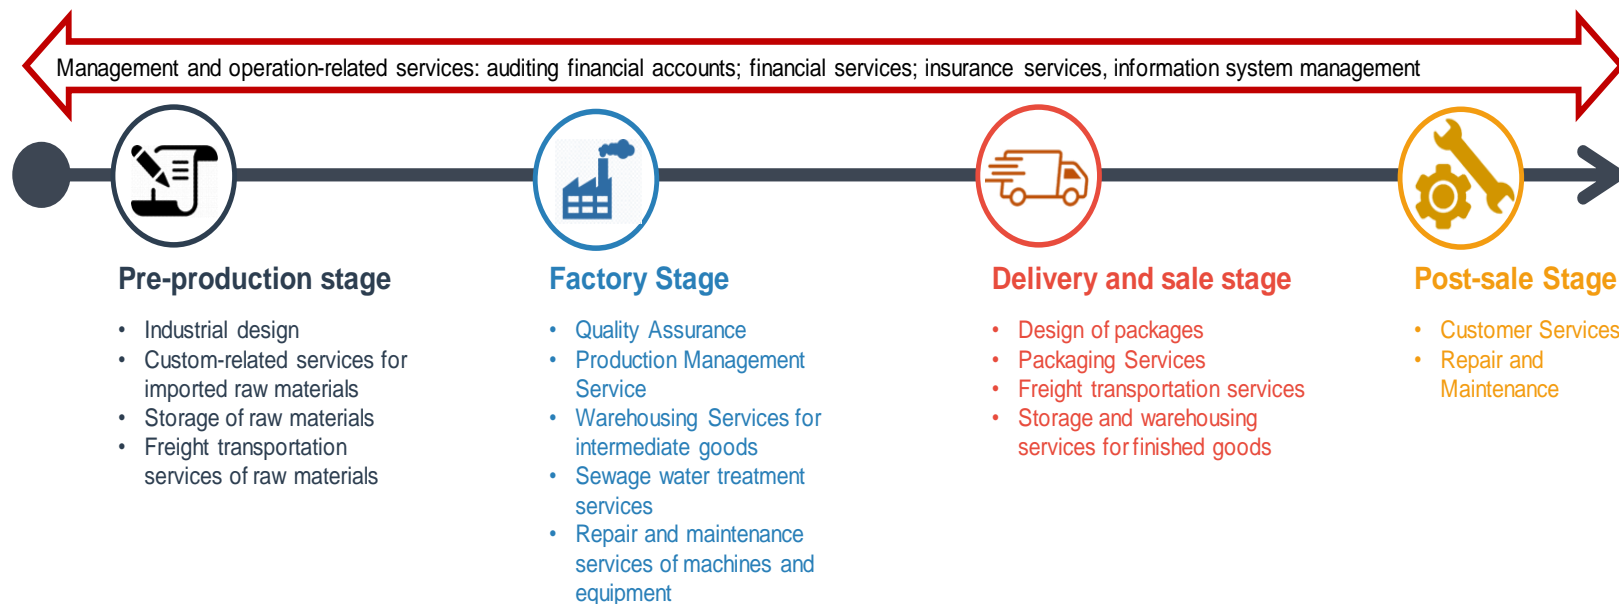 Management and operation-related services: auditing financial accounts; financial services; insurance services, information system management
Pre-production stage
• Industrial design
• Custom-related services for
imported raw materials
• Storage of raw materials
• Freight transportation
services of raw materials
Factory Stage
• Quality Assurance
• Production Management
Service
• Warehousing Services for
intermediate goods
• Sewage water treatment
services
• Repair and maintenance
services of machines and
equipment
Delivery and sale stage
• Design of packages
• Packaging Services
• Freight transportation services
• Storage and warehousing
services for finished goods
Post-sale Stage
• Customer Services
• Repair and
Maintenance